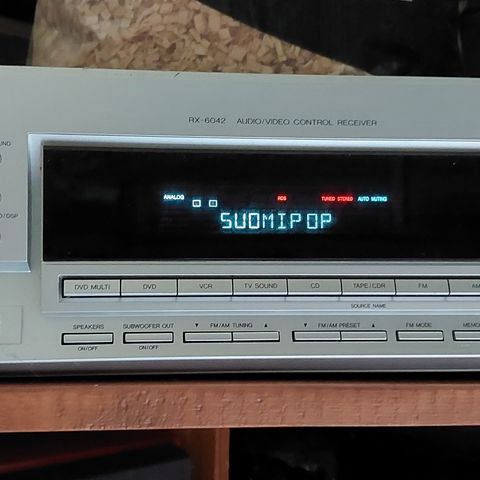 RX-6042 AUDIO/VIDEO CONTROL RECEIVER
ANALOG RDS TUNED STEREO AUTO MUTING
SUOMIPOP
DVD MULTI DVD VCR TV SOUND CD TAPE/CDR FM AM
SOURCE NAME
SPEAKERS SUBWOOFER OUT ▼ FM/AM TUNING ▲ ▼ FM/AM PRESET ▲ FM MODE MEMO
ON/OFF ON/OFF